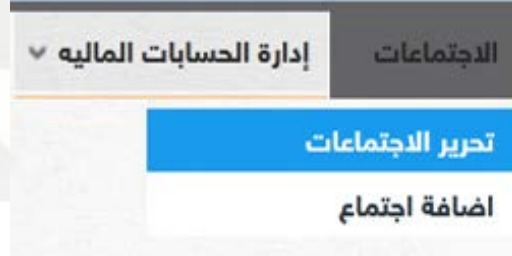 الاجتماعات إدارة الحسابات الماليه
تحرير الاجتماعات
اضافة اجتماع